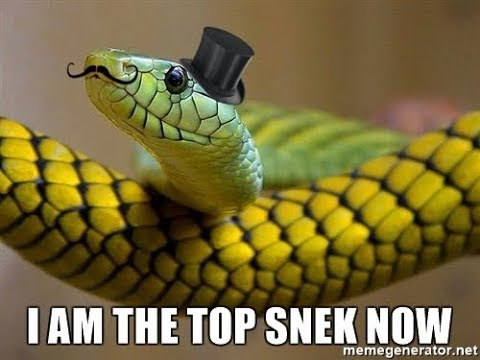 I AM THE TOP SNEK NOW
memegenerator.net